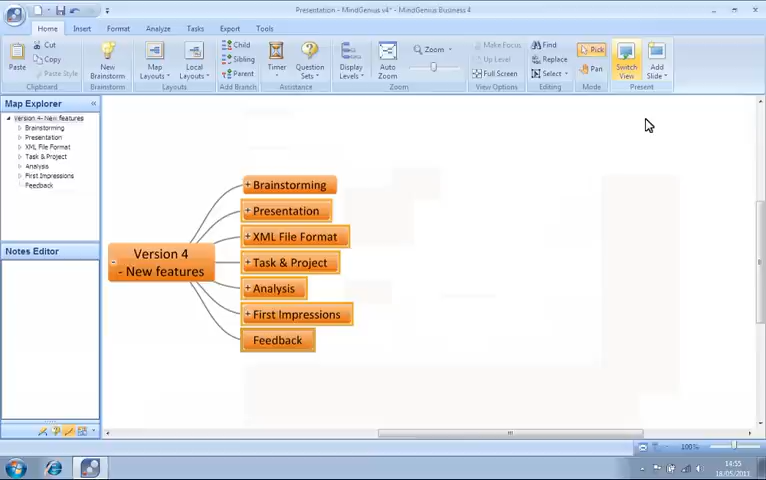 Presentation - MindGenius v4* - MindGenius Business 4
Home Insert Format Analyze Tasks Export Tools
Paste
Cut
Copy
Paste Style
Clipboard
New Brainstorm
Brainstorm
Map Layouts
Local Layouts
Layouts
Child
Sibling
Parent
Add Branch
Timer
Question Sets
Assistance
Display Levels
Auto Zoom
Zoom
Zoom
Make Focus
Up Level
Full Screen
View Options
Find
Replace
Select
Editing
Pick
Pan
Mode
Switch View
Add Slide
Present
Map Explorer
Version 4- New features
Brainstorming
Presentation
XML File Format
Task & Project
Analysis
First Impressions
Feedback
Notes Editor
Version 4
- New features
Brainstorming
Presentation
XML File Format
Task & Project
Analysis
First Impressions
Feedback
100%
14:55
18/05/2011